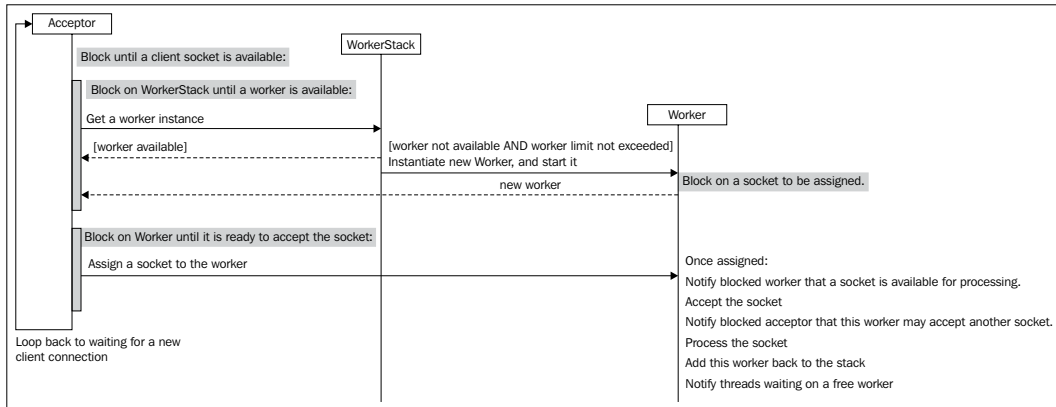 Acceptor
WorkerStack
Block until a client socket is available:
Block on WorkerStack until a worker is available:
Worker
Get a worker instance
[worker available]
[worker not available AND worker limit not exceeded]
Instantiate new Worker, and start it
new worker
Block on a socket to be assigned.
Block on Worker until it is ready to accept the socket:
Assign a socket to the worker
Once assigned:
Notify blocked worker that a socket is available for processing.
Accept the socket
Notify blocked acceptor that this worker may accept another socket.
Process the socket
Add this worker back to the stack
Notify threads waiting on a free worker
Loop back to waiting for a new
client connection